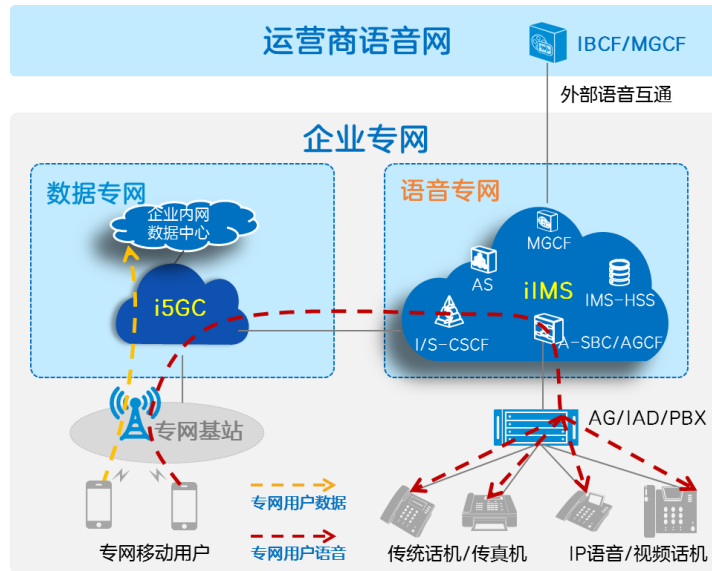 运营商语音网
IBCF/MGCF
外部语音互通
企业专网
数据专网
语音专网
企业内网
数据中心
MGCF
AS
iIMS
IMS-HSS
i5GC
I/S-CSCF
A-SBC/AGCF
专网基站
AG/IAD/PBX
专网用户数据
专网用户语音
专网移动用户
传统话机/传真机
IP语音/视频话机